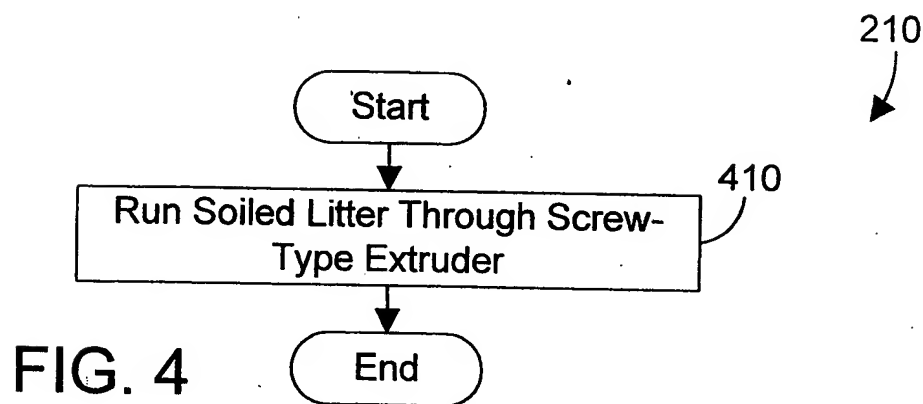 210
Start
410
Run Soiled Litter Through Screw-
Type Extruder
End
FIG. 4